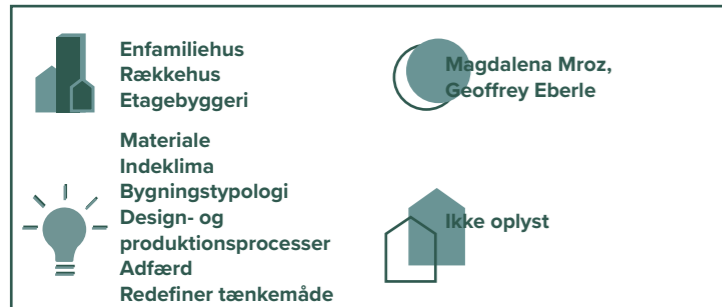 Enfamiliehus
Rækkehus
Etagebyggeri
Magdalena Mroz,
Geoffrey Eberle
Materiale
Indeklima
Bygningstypologi
Design- og
produktionsprocesser
Adfærd
Redefiner tænkemåde
Ikke oplyst